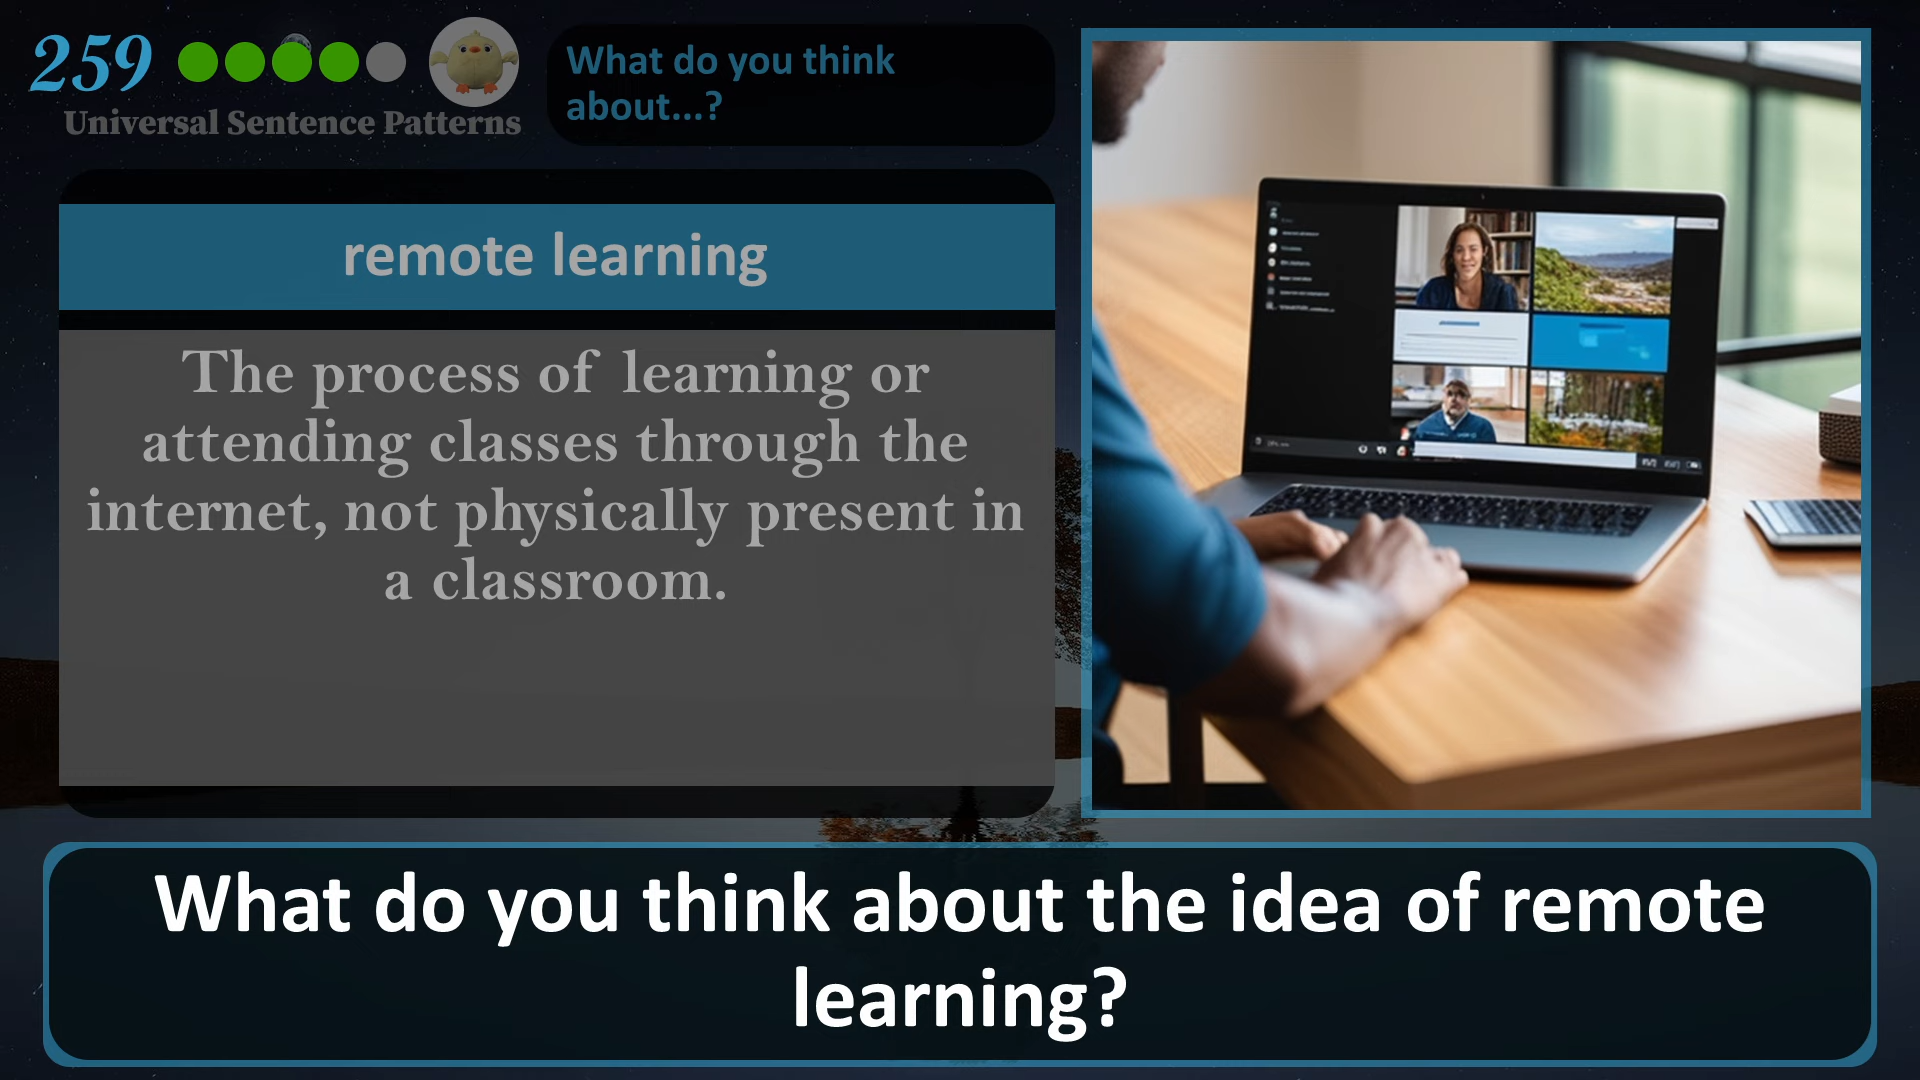 259
Universal Sentence Patterns
What do you think
about...?
remote learning
The process of learning or
attending classes through the
internet, not physically present in
a classroom.
What do you think about the idea of remote
learning?